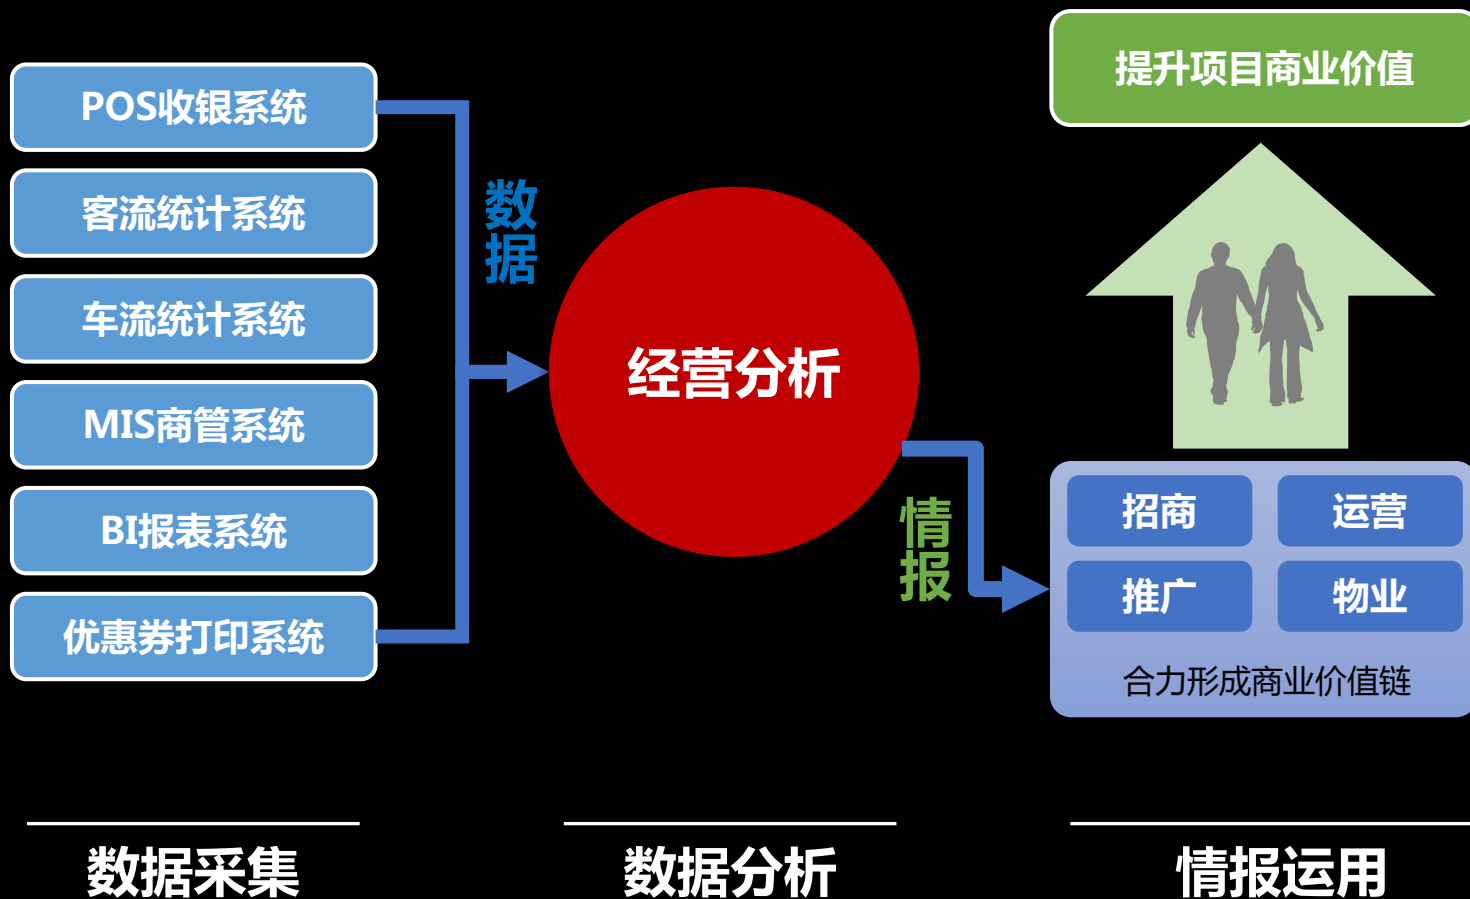 POS收银系统
客流统计系统
车流统计系统
MIS商管系统
BI报表系统
优惠券打印系统
数据
经营分析
情报
提升项目商业价值
招商
运营
推广
物业
合力形成商业价值链
数据采集
数据分析
情报运用